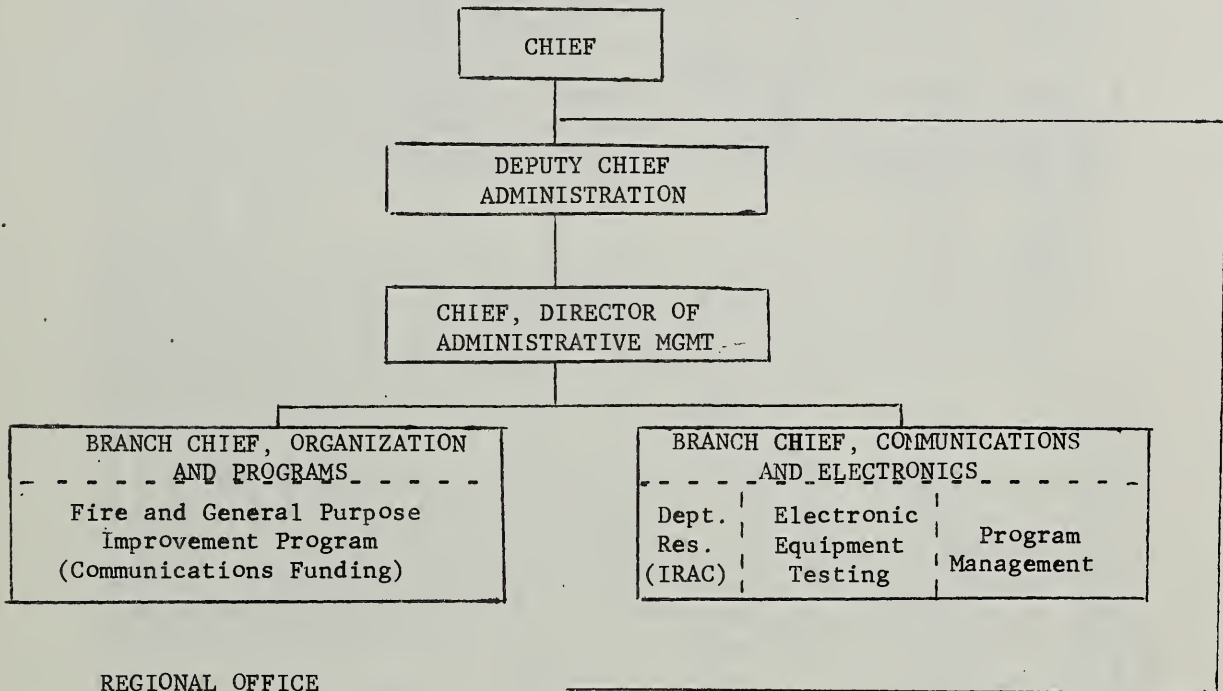 CHIEF
DEPUTY CHIEF
ADMINISTRATION
CHIEF, DIRECTOR OF
ADMINISTRATIVE MGMT
BRANCH CHIEF, ORGANIZATION
AND PROGRAMS
Fire and General Purpose
Improvement Program
(Communications Funding)
BRANCH CHIEF, COMMUNICATIONS
AND ELECTRONICS
Dept.
Res.
(IRAC)
Electronic
Equipment
Testing
Program
Management
REGIONAL OFFICE